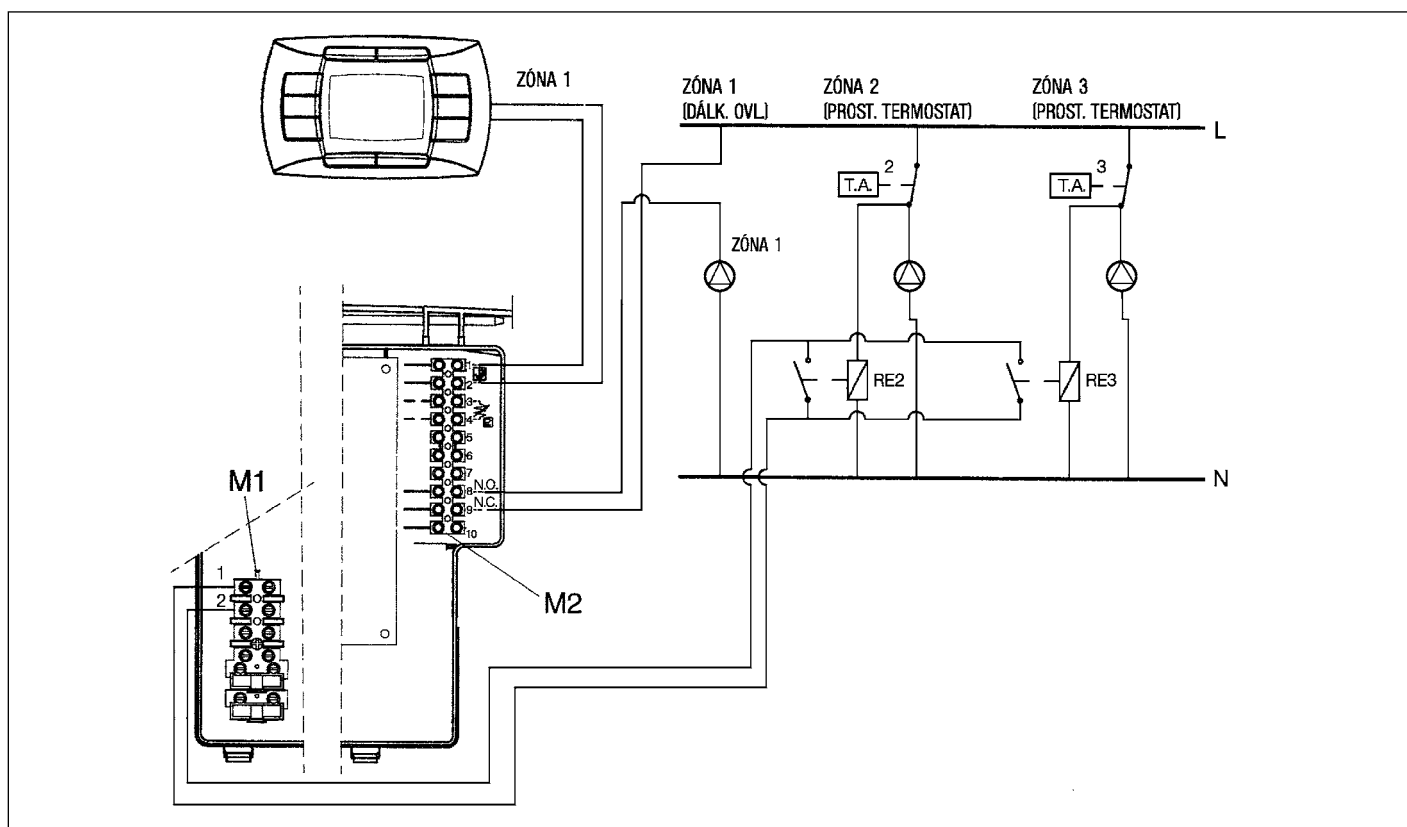 ZÓNA 1
ZÓNA 1
(DÁLK. OVL.)
ZÓNA 2
(PROST. TERMOSTAT)
ZÓNA 3
(PROST. TERMOSTAT)
L
2
T.A.
3
T.A.
ZÓNA 1
RE2
RE3
N
1
2
3
4
5
6
7
8
N.O.
9
N.C.
10
M1
M2
1
2